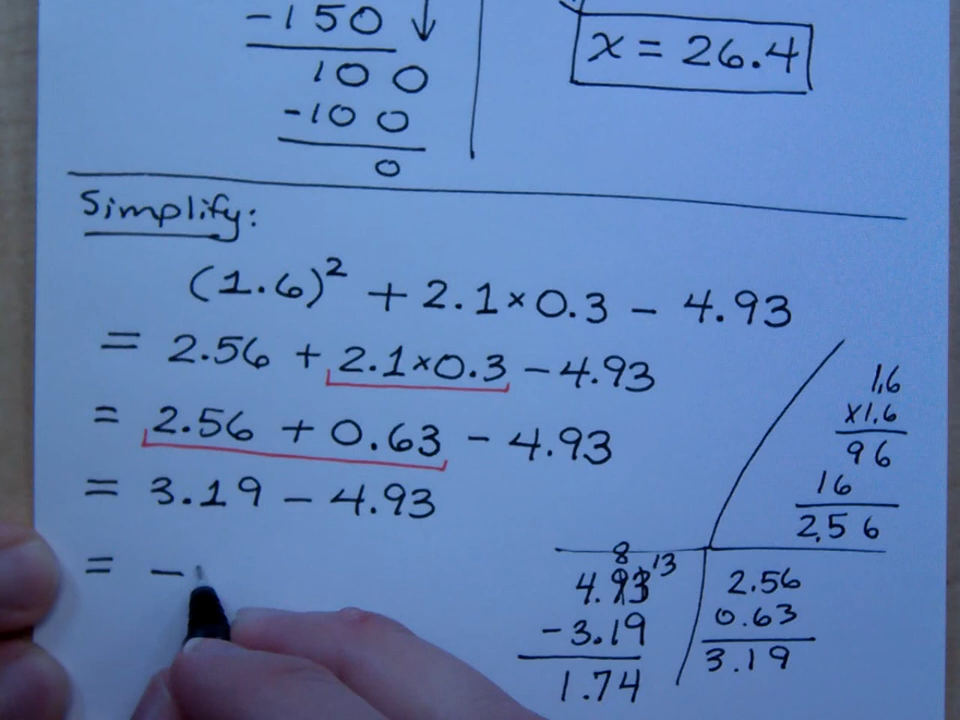 -150↓
100
-100
0
x = 26.4
Simplify:
(1.6)² + 2.1×0.3 - 4.93
= 2.56 + 2.1×0.3 - 4.93
= 2.56 + 0.63 - 4.93
= 3.19 - 4.93
= -
1.6
×1.6
96
16
2.56
8 13
4.93
-3.19
1.74
2.56
0.63
3.19